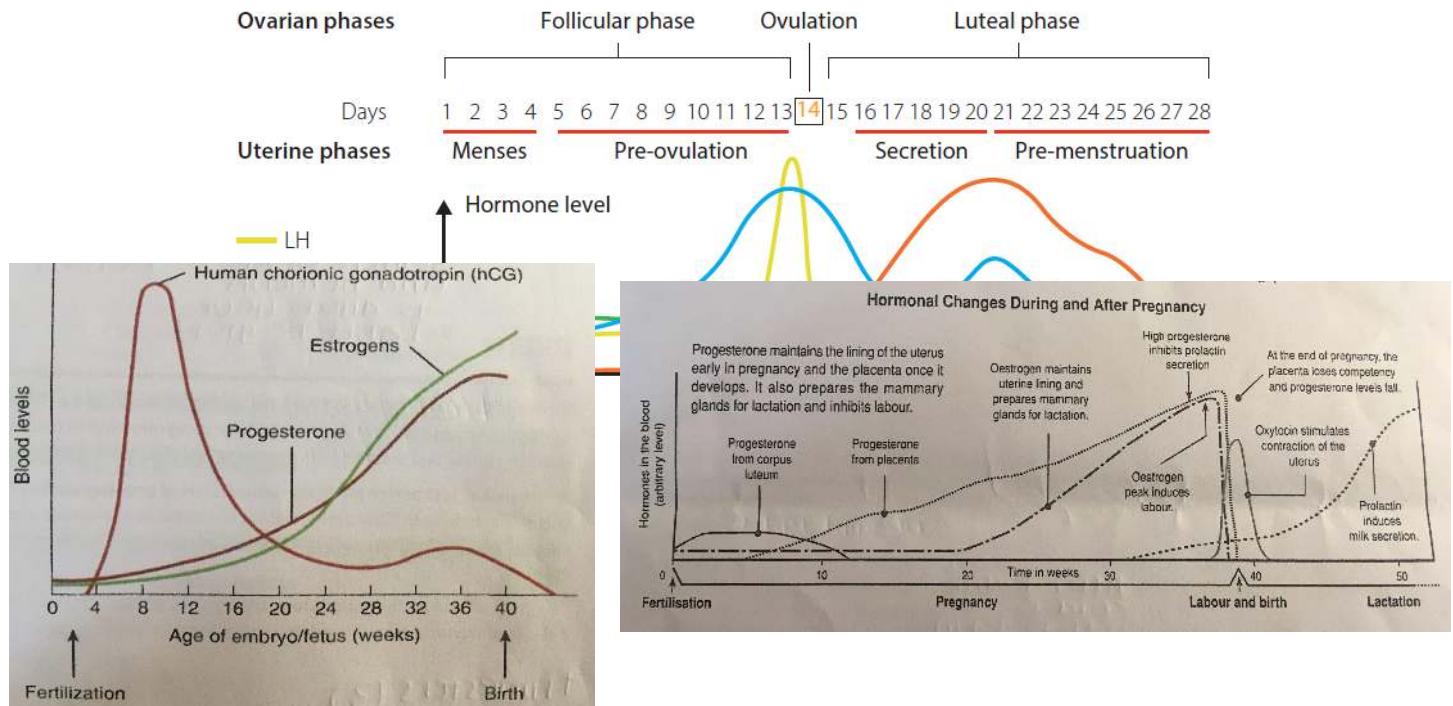 Ovarian phases Follicular phase Ovulation Luteal phase
Days 1 2 3 4 5 6 7 8 9 10 11 12 13 14 15 16 17 18 19 20 21 22 23 24 25 26 27 28
Uterine phases Menses Pre-ovulation Secretion Pre-menstruation
Hormone level
LH
Human chorionic gonadotropin (hCG)
Estrogens
Progesterone
Blood levels
0 4 8 12 16 20 24 28 32 36 40
Age of embryo/fetus (weeks)
Fertilization Birth
Hormonal Changes During and After Pregnancy
Progesterone maintains the lining of the uterus
early in pregnancy and the placenta once it
develops. It also prepares the mammary
glands for lactation and inhibits labour.
Oestrogen maintains
uterine lining and
prepares mammary
glands for lactation.
High progesterone
inhibits prolactin
secretion
At the end of pregnancy, the
placenta loses competency
and progesterone levels fall.
Progesterone
from corpus
luteum
Progesterone
from placenta
Oestrogen
peak induces
labour.
Oxytocin stimulates
contraction of the
uterus
Prolactin
induces
milk secretion.
Hormones in the blood
(arbitrary level)
0 10 20 Time in weeks 30 40 50
Fertilisation Pregnancy Labour and birth Lactation